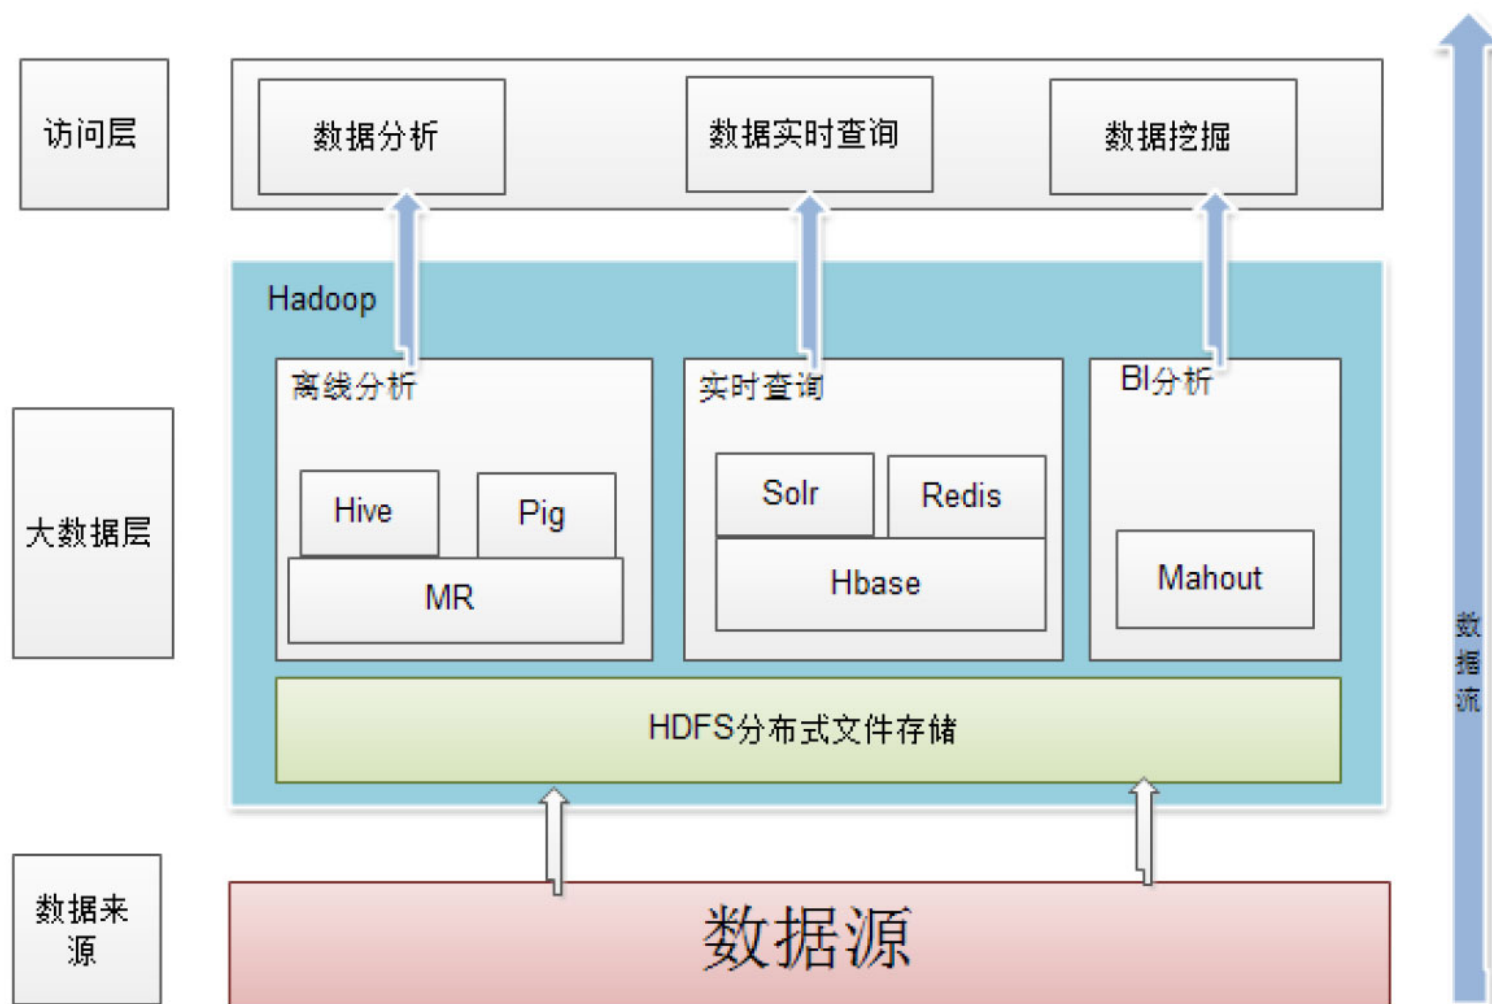 访问层
数据分析
数据实时查询
数据挖掘
Hadoop
离线分析
实时查询
BI分析
Hive
Pig
MR
Solr
Redis
Hbase
Mahout
大数据层
HDFS分布式文件存储
数据来
源
数据源
数
据
流